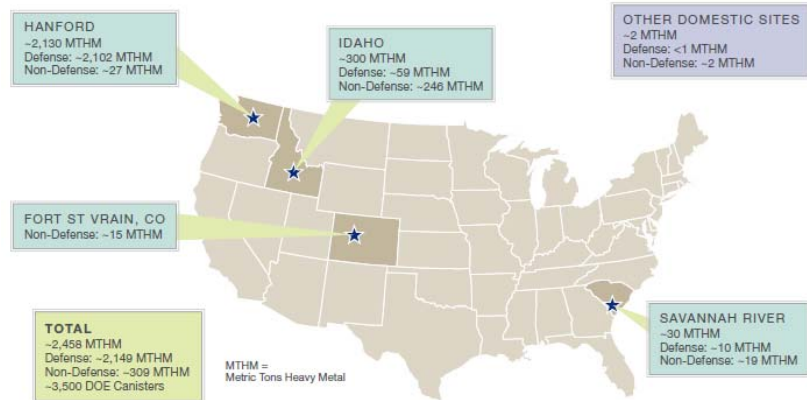 HANFORD
~2,130 MTHM
Defense: ~2,102 MTHM
Non-Defense: ~27 MTHM
IDAHO
~300 MTHM
Defense: ~59 MTHM
Non-Defense: ~246 MTHM
OTHER DOMESTIC SITES
~2 MTHM
Defense: <1 MTHM
Non-Defense: ~2 MTHM
FORT ST VRAIN, CO
Non-Defense: ~15 MTHM
TOTAL
~2,458 MTHM
Defense: ~2,149 MTHM
Non-Defense: ~309 MTHM
~3,500 DOE Canisters
MTHM =
Metric Tons Heavy Metal
SAVANNAH RIVER
~30 MTHM
Defense: ~10 MTHM
Non-Defense: ~19 MTHM